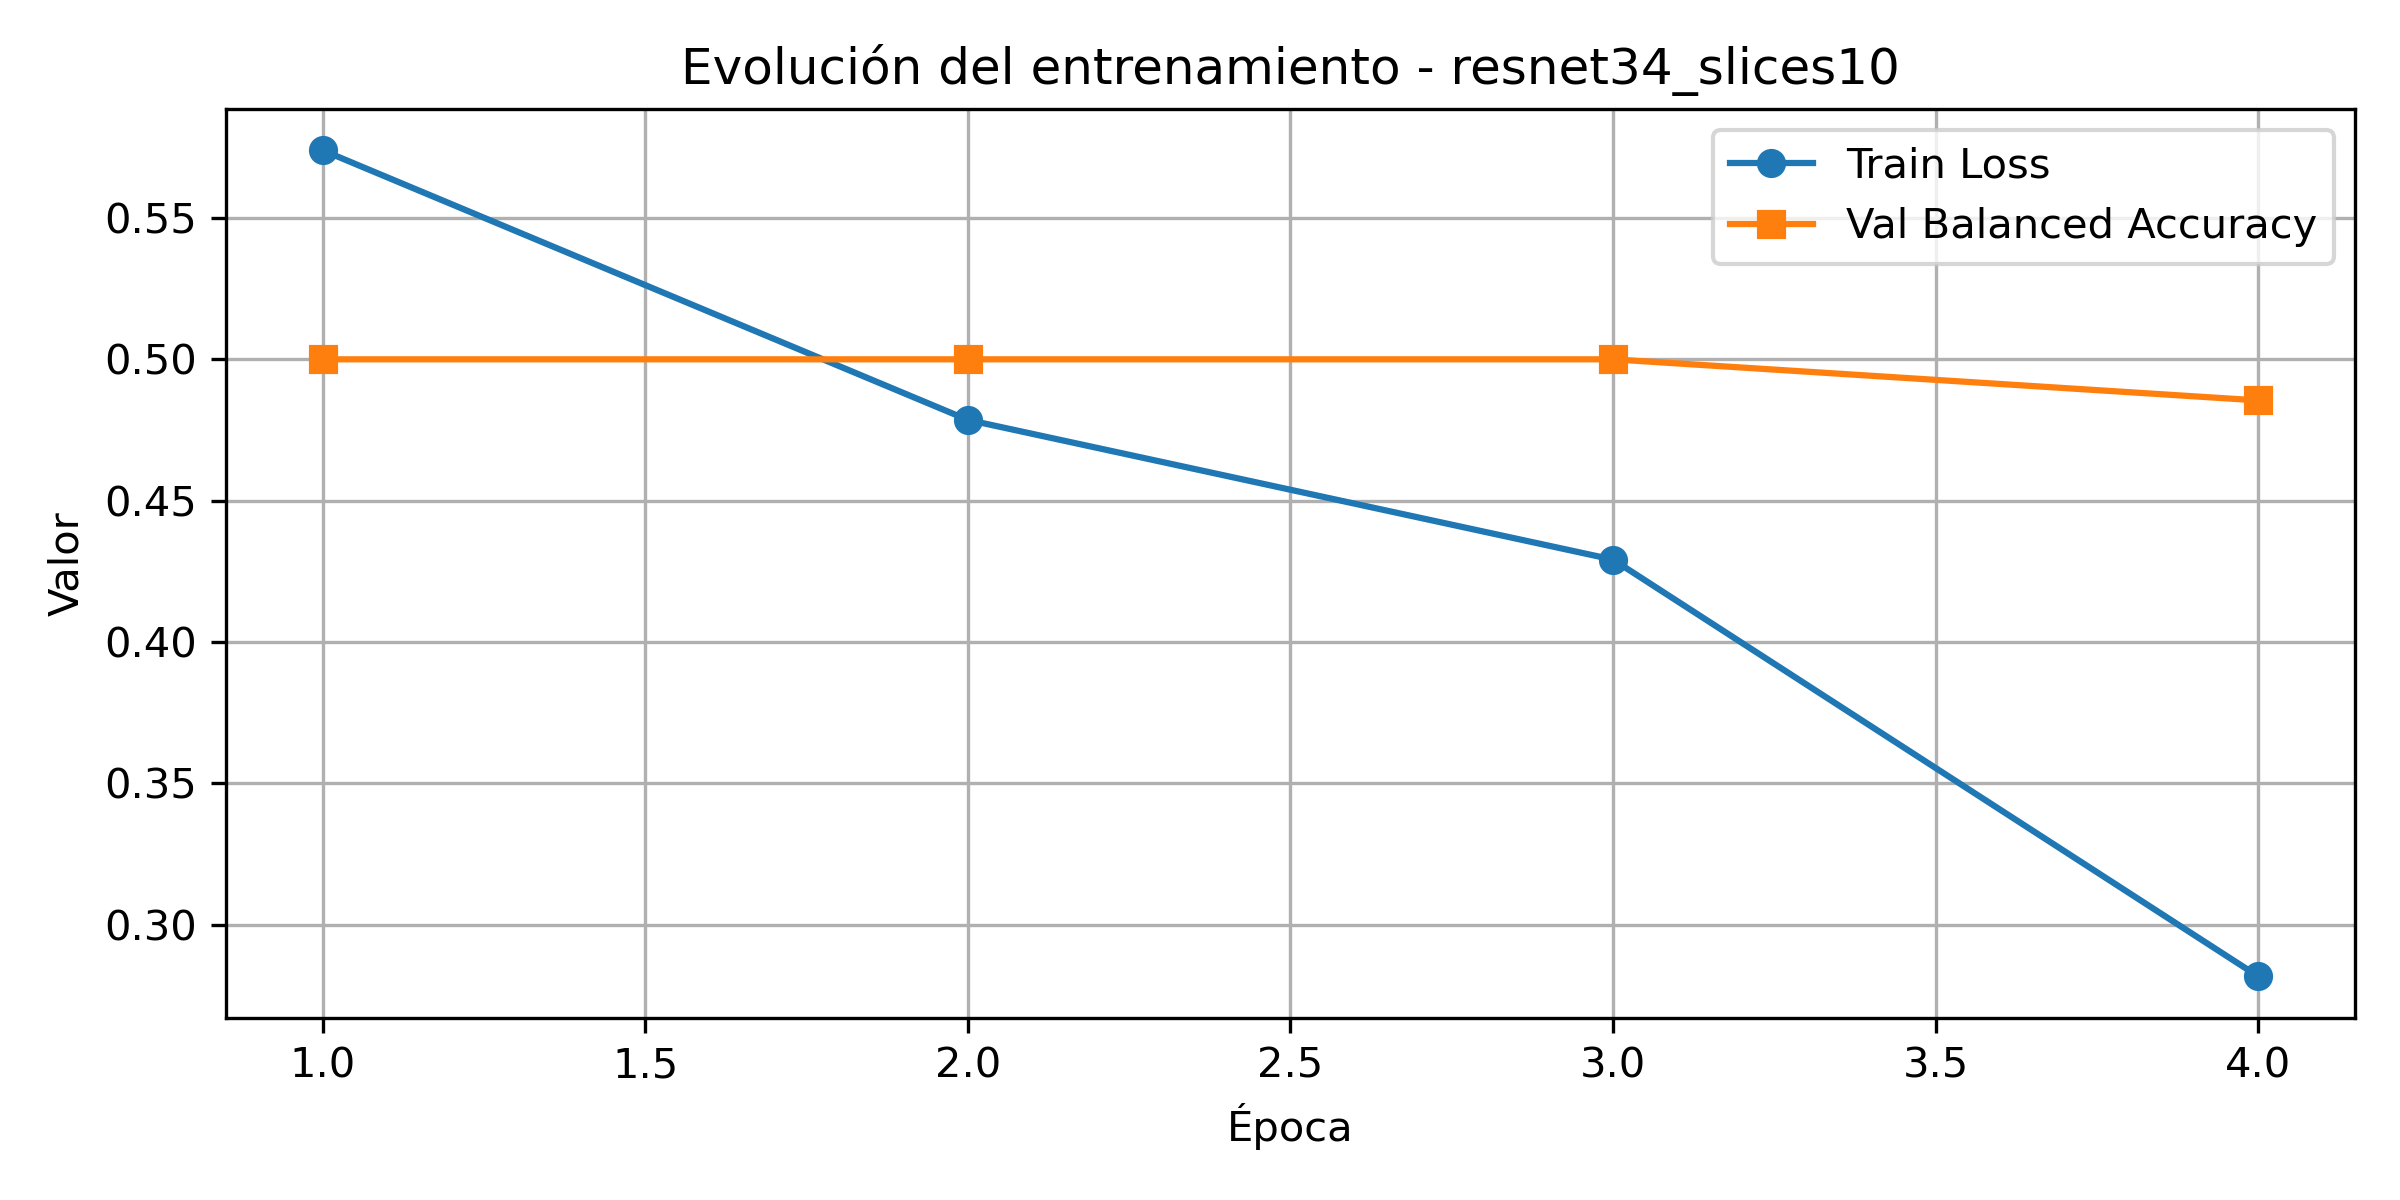 Evolución del entrenamiento - resnet34_slices10
Train Loss
Val Balanced Accuracy
0.55
0.50
0.45
0.40
0.35
0.30
Valor
1.0 1.5 2.0 2.5 3.0 3.5 4.0
Época